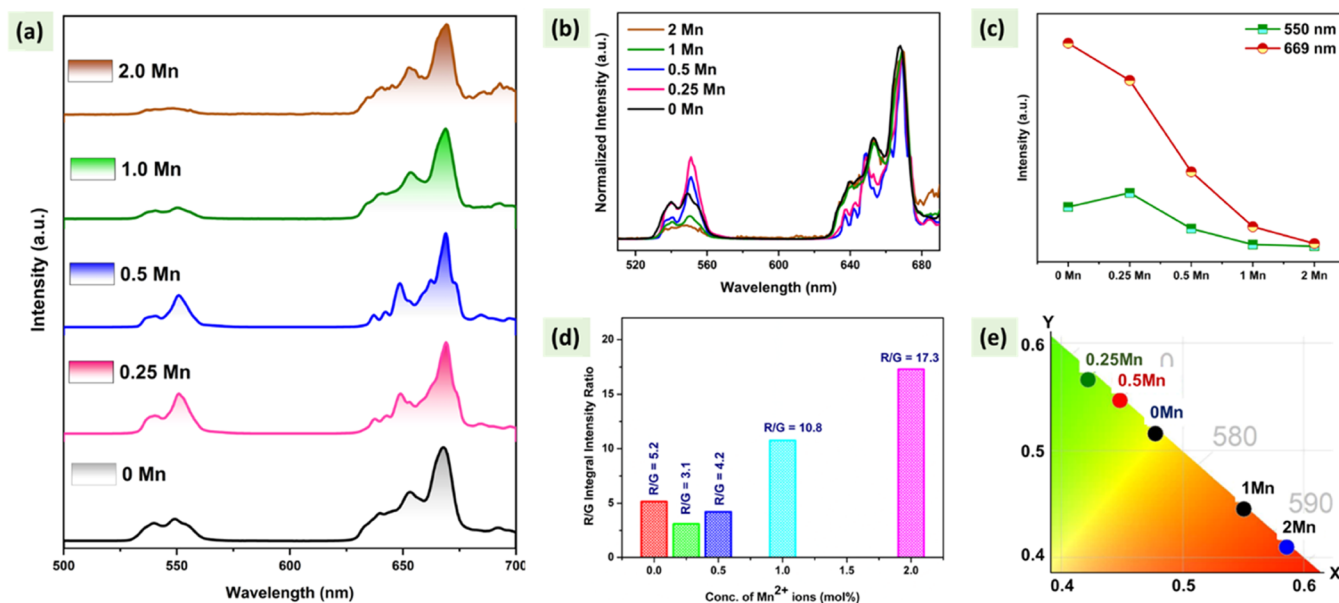 (a)
2.0 Mn
1.0 Mn
0.5 Mn
0.25 Mn
0 Mn
Intensity (a.u.)
500 550 600 650 700
Wavelength (nm)
(b)
2 Mn
1 Mn
0.5 Mn
0.25 Mn
0 Mn
Normalized Intensity (a.u.)
520 560 600 640 680
Wavelength (nm)
(c)
550 nm
669 nm
Intensity (a.u.)
0 Mn 0.25 Mn 0.5 Mn 1 Mn 2 Mn
(d)
R/G Integral Intensity Ratio
20
15
10
5
0
R/G = 5.2
R/G = 3.1
R/G = 4.2
R/G = 10.8
R/G = 17.3
0.0 0.5 1.0 1.5 2.0
Conc. of Mn2+ ions (mol%)
(e)
Y
0.6
0.5
0.4
0.25Mn
0.5Mn
0Mn
580
1Mn
590
2Mn
0.4 0.5 0.6
X